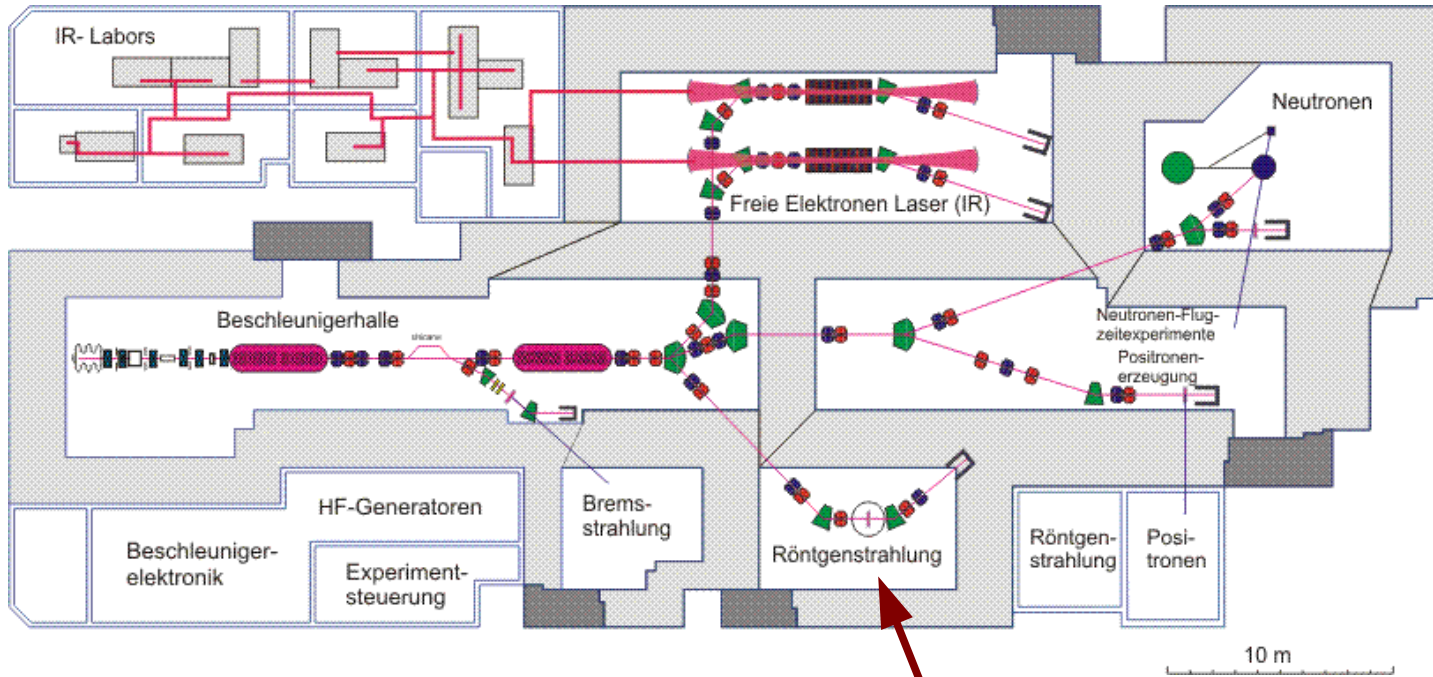 IR- Labors
Neutronen
Freie Elektronen Laser (IR)
Beschleunigerhalle
chicane
Neutronen-Flug-
zeitexperimente
Positronen-
erzeugung
HF-Generatoren
Beschleuniger-
elektronik
Experiment-
steuerung
Brems-
strahlung
Röntgenstrahlung
Röntgen-
strahlung
Posi-
tronen
10 m